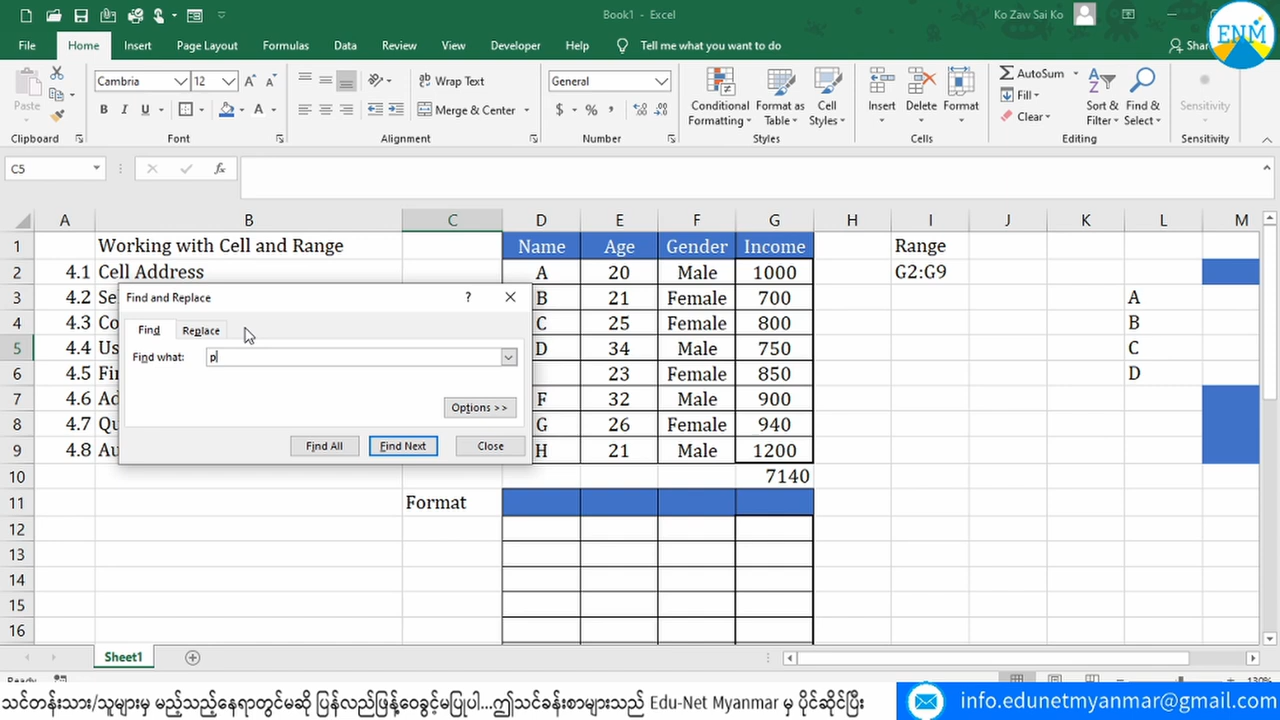 Book1 - Excel
Ko Zaw Sai Ko
ENM
File Home Insert Page Layout Formulas Data Review View Developer Help Tell me what you want to do
Paste
Cambria 12
B I U
Wrap Text
Merge & Center
General
$ %
Conditional Formatting
Format as Table
Cell Styles
Insert Delete Format
AutoSum
Fill
Clear
Sort & Filter
Find & Select
Sensitivity
Clipboard Font Alignment Number Styles Cells Editing Sensitivity
C5 fx
A B C D E F G H I J K L M
1 Working with Cell and Range Name Age Gender Income Range
2 4.1 Cell Address A 20 Male 1000 G2:G9
3 4.2 Se B 21 Female 700 A
4 4.3 Co C 25 Female 800 B
5 4.4 Us D 34 Male 750 C
6 4.5 Fi 23 Female 850 D
7 4.6 Ad F 32 Male 900
8 4.7 Qu G 26 Female 940
9 4.8 Au H 21 Male 1200
10 7140
11 Format
12
13
14
15
16
Find and Replace ?
Find Replace
Find what: p
Options >>
Find All Find Next Close
Sheet1
130%
သင်တန်းသား/သူများမှ မည့်သည့်နေရာတွင်မဆို ပြန်လည်ဖြန့်ဝေခွင့်မပြုပါ...ဤသင်ခန်းစာများသည် Edu-Net Myanmar မှ ပိုင်ဆိုင်ပြီး
info.edunetmyanmar@gmail.com